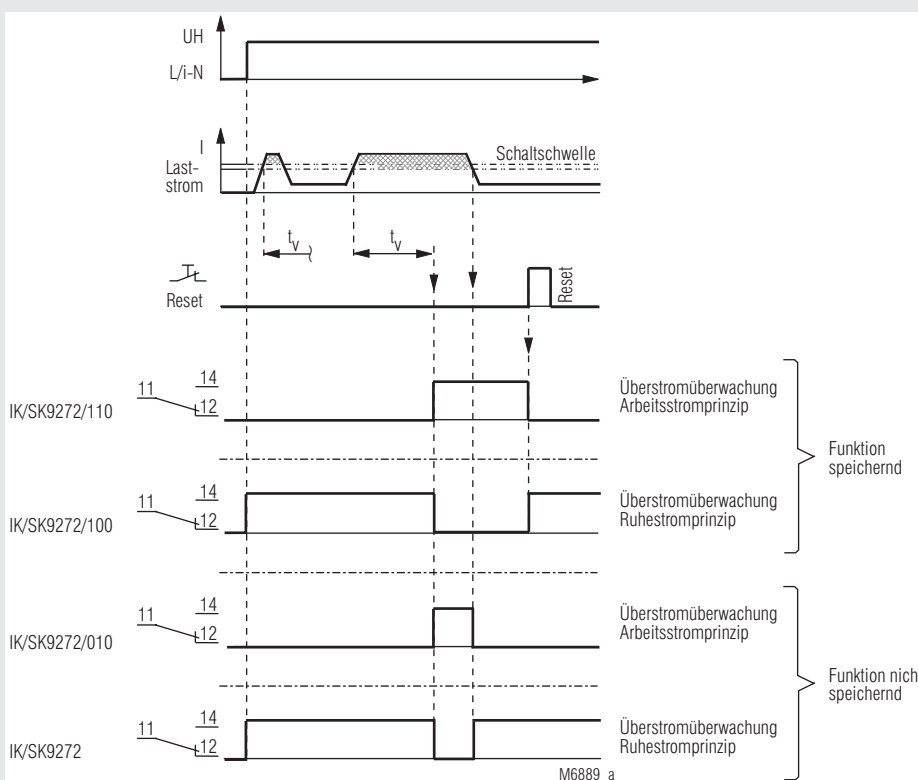 UH
L/i-N
I
Last-
strom
Schaltschwelle
tv
tv
Reset
Reset
IK/SK9272/110
11
14
12
Überstromüberwachung
Arbeitsstromprinzip
Funktion
speichernd
IK/SK9272/100
11
14
12
Überstromüberwachung
Ruhestromprinzip
IK/SK9272/010
11
14
12
Überstromüberwachung
Arbeitsstromprinzip
Funktion nich
speichernd
IK/SK9272
11
14
12
Überstromüberwachung
Ruhestromprinzip
M6889_a